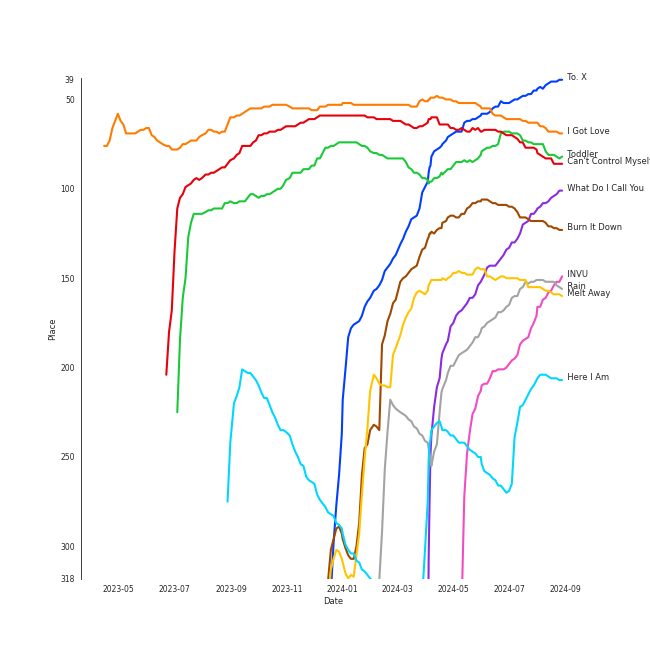 39
50
100
150
200
250
300
318
Place
2023-05
2023-07
2023-09
2023-11
2024-01
2024-03
2024-05
2024-07
2024-09
Date
To. X
I Got Love
Toddler
Can't Control Mysel
What Do I Call You
Burn It Down
INVU
Rain
Melt Away
Here I Am